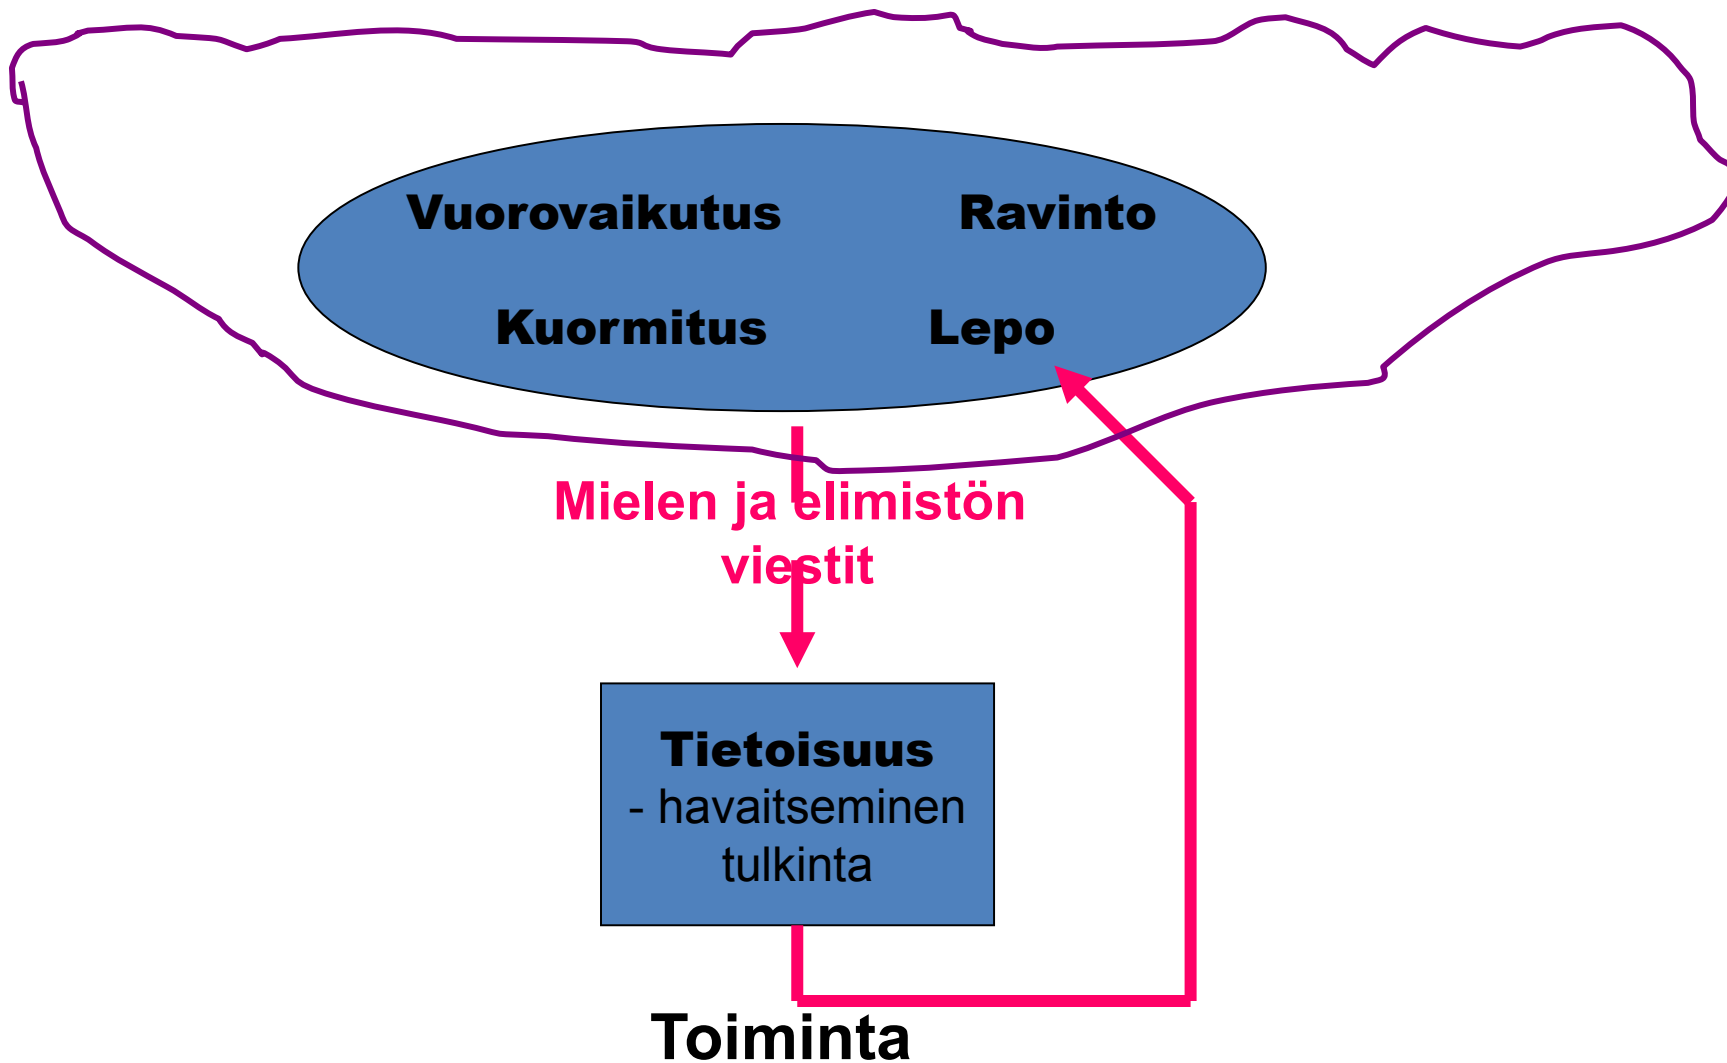 Vuorovaikutus Ravinto
Kuormitus Lepo
Mielen ja elimistön
viestit
Tietoisuus
- havaitseminen
tulkinta
Toiminta